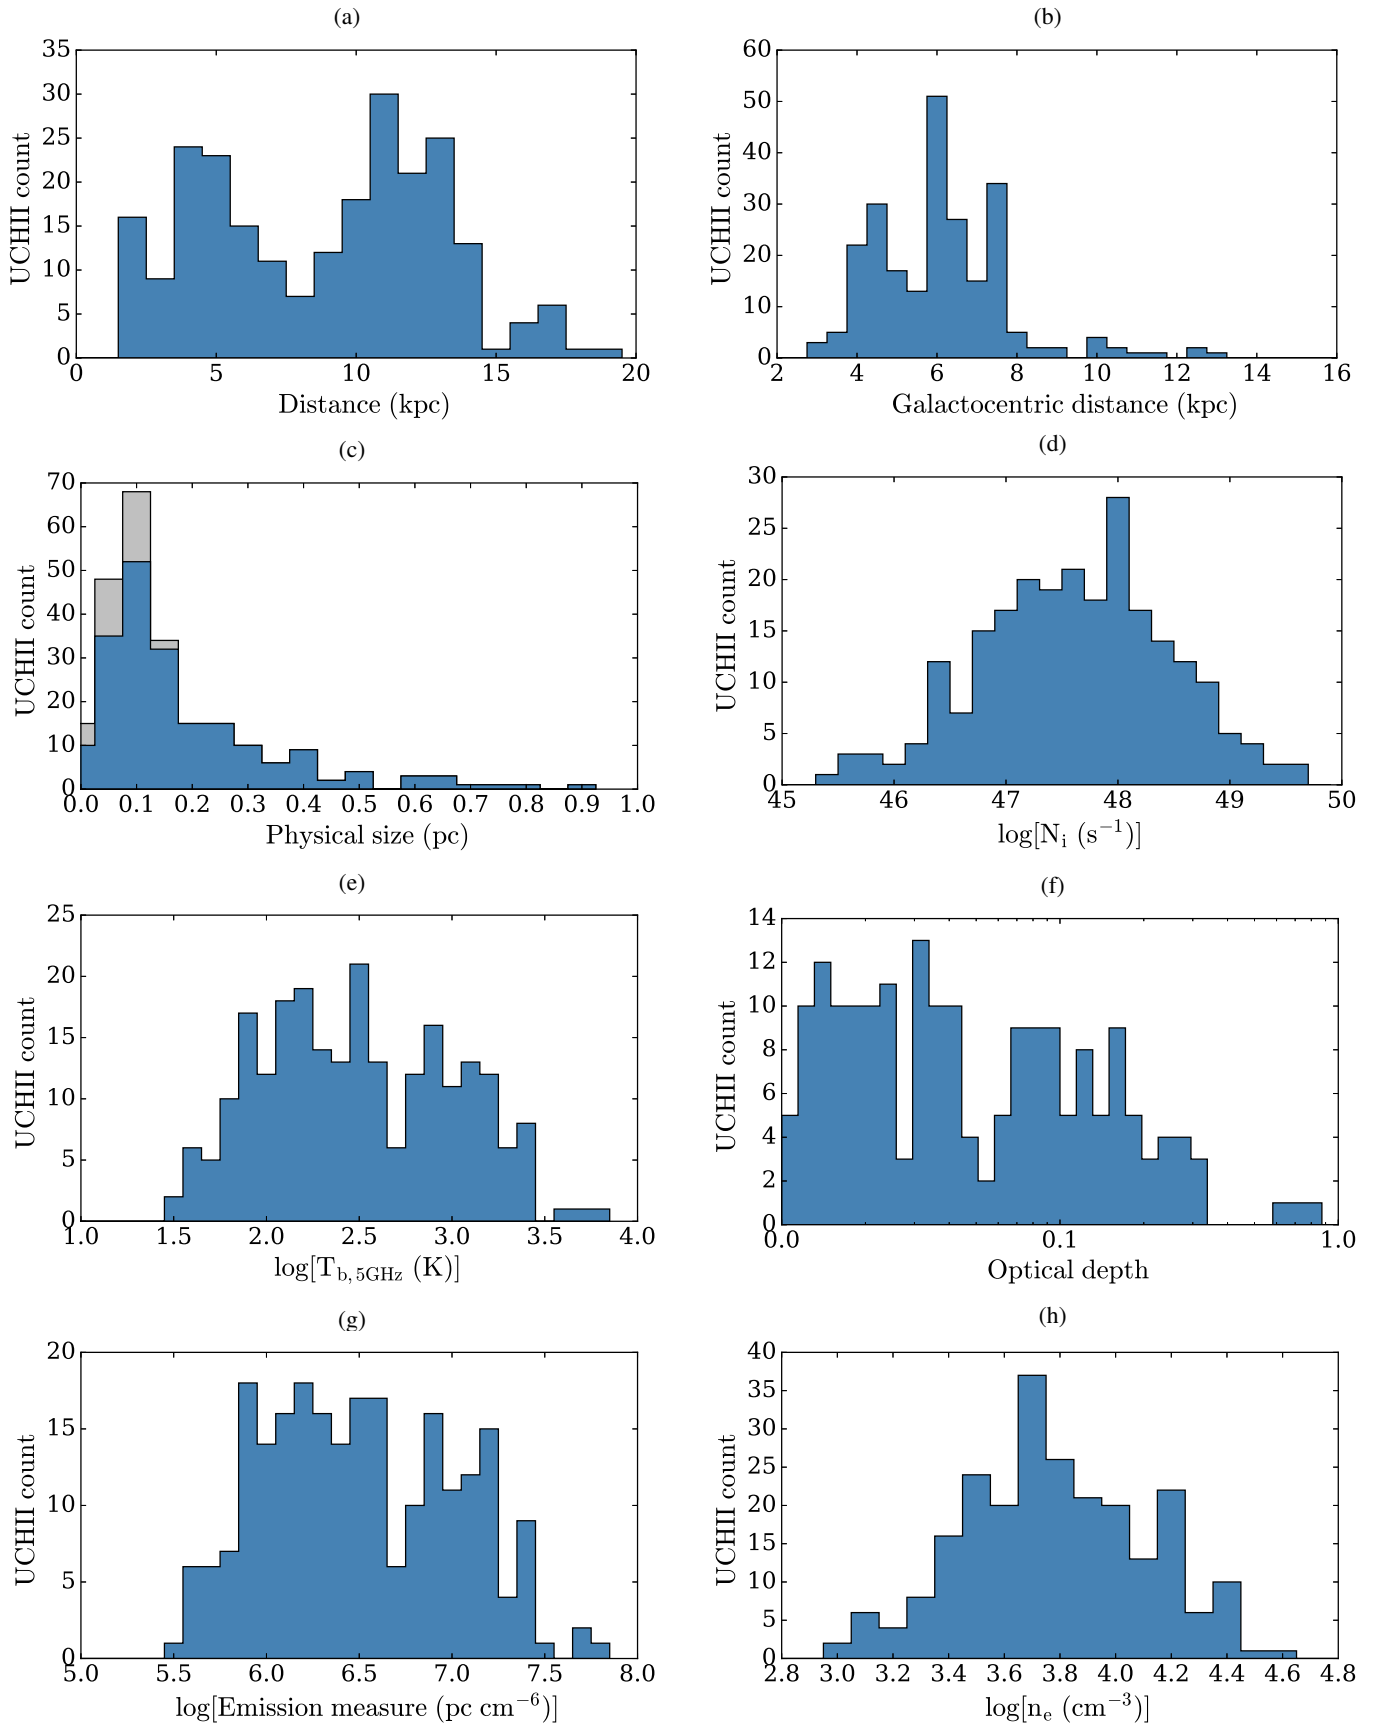 (a)
35
30
25
20
15
10
5
0
UCHII count
0 5 10 15 20
Distance (kpc)
(b)
60
50
40
30
20
10
0
UCHII count
2 4 6 8 10 12 14 16
Galactocentric distance (kpc)
(c)
70
60
50
40
30
20
10
0
UCHII count
0.0 0.1 0.2 0.3 0.4 0.5 0.6 0.7 0.8 0.9 1.0
Physical size (pc)
(d)
30
25
20
15
10
5
0
UCHII count
45 46 47 48 49 50
log[Nᵢ (s⁻¹)]
(e)
25
20
15
10
5
0
UCHII count
1.0 1.5 2.0 2.5 3.0 3.5 4.0
log[T_b, 5GHz (K)]
(f)
14
12
10
8
6
4
2
0
UCHII count
0.0 0.1 1.0
Optical depth
(g)
20
15
10
5
0
UCHII count
5.0 5.5 6.0 6.5 7.0 7.5 8.0
log[Emission measure (pc cm⁻⁶)]
(h)
40
35
30
25
20
15
10
5
0
UCHII count
2.8 3.0 3.2 3.4 3.6 3.8 4.0 4.2 4.4 4.6 4.8
log[nₑ (cm⁻³)]